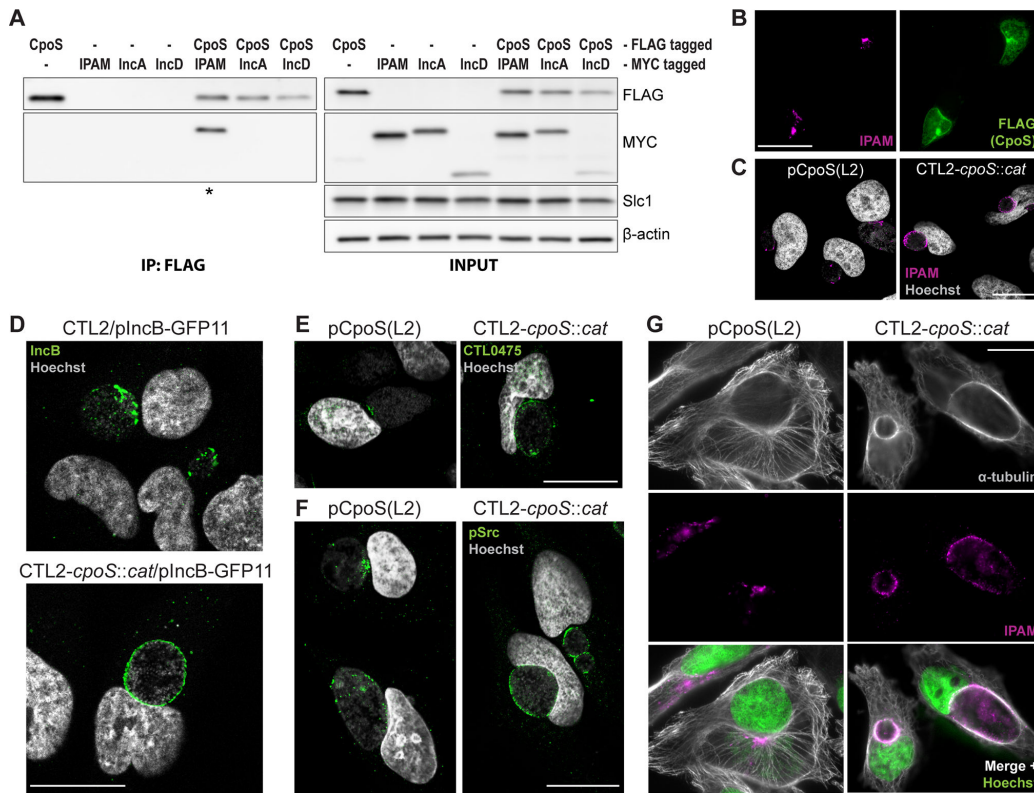 A
CpoS - - - CpoS CpoS CpoS
- IPAM IncA IncD IPAM IncA IncD
CpoS - - - CpoS CpoS CpoS - FLAG tagged
- IPAM IncA IncD IPAM IncA IncD - MYC tagged
FLAG
MYC
*
Slc1
β-actin
IP: FLAG
INPUT
B
IPAM
FLAG
(CpoS)
C
pCpoS(L2)
CTL2-cpoS::cat
IPAM
Hoechst
D
CTL2/pIncB-GFP11
IncB
Hoechst
CTL2-cpoS::cat/pIncB-GFP11
E
pCpoS(L2)
CTL2-cpoS::cat
CTL0475
Hoechst
F
pCpoS(L2)
CTL2-cpoS::cat
pSrc
Hoechst
G
pCpoS(L2)
CTL2-cpoS::cat
α-tubulin
IPAM
Merge +
Hoechst